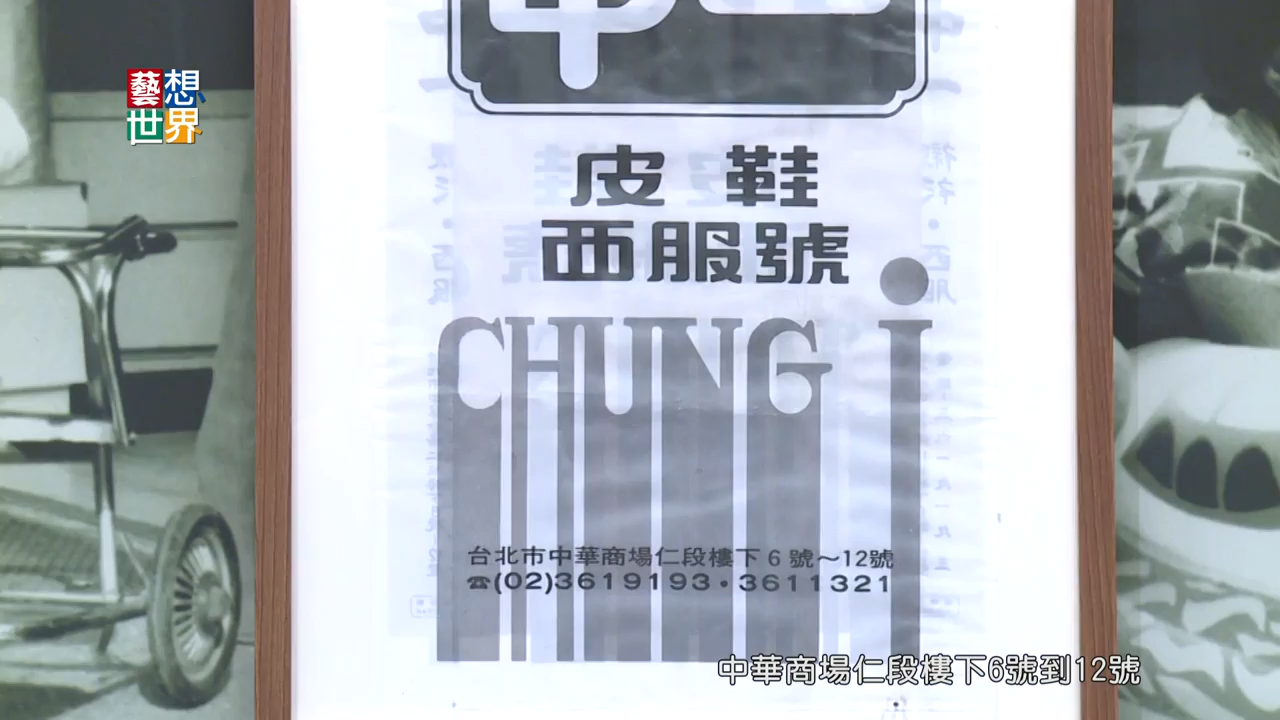 藝想
世界
皮鞋
西服號
CHUNG i
台北市中華商場仁段樓下6號～12號
☎(02)3619193·3611321
中華商場仁段樓下6號到12號